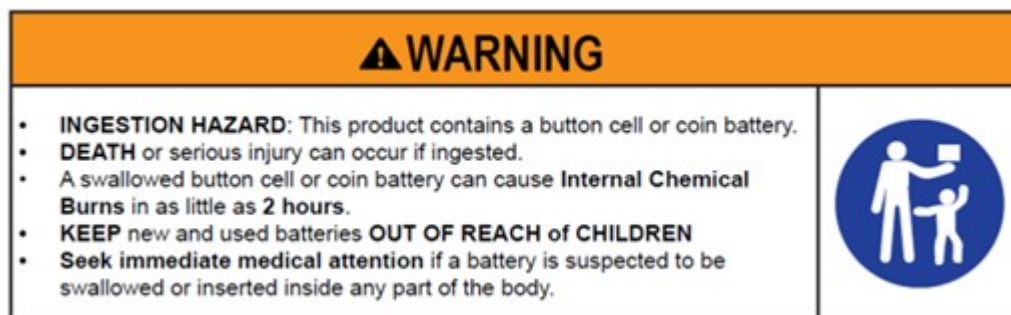 WARNING
• INGESTION HAZARD: This product contains a button cell or coin battery.
• DEATH or serious injury can occur if ingested.
• A swallowed button cell or coin battery can cause Internal Chemical
Burns in as little as 2 hours.
• KEEP new and used batteries OUT OF REACH of CHILDREN
• Seek immediate medical attention if a battery is suspected to be
swallowed or inserted inside any part of the body.